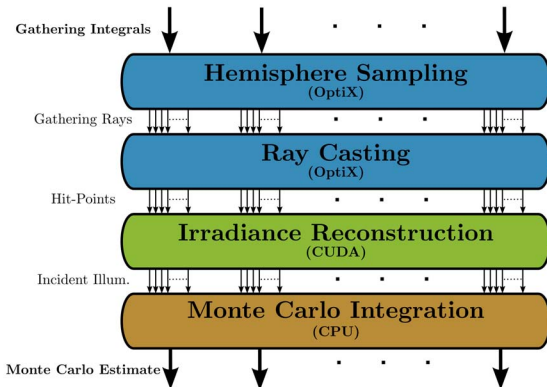 Gathering Integrals
Hemisphere Sampling
(OptiX)
Gathering Rays
Ray Casting
(OptiX)
Hit-Points
Irradiance Reconstruction
(CUDA)
Incident Illum.
Monte Carlo Integration
(CPU)
Monte Carlo Estimate